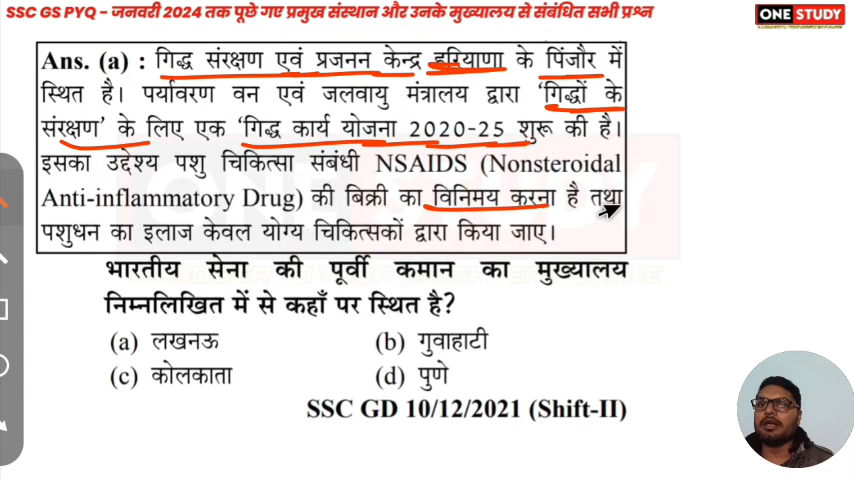 SSC GS PYQ - जनवरी 2024 तक पूछे गए प्रमुख संस्थान और उनके मुख्यालय से संबंधित सभी प्रश्न
ONE STUDY
Ans. (a) : गिद्ध संरक्षण एवं प्रजनन केन्द्र हरियाणा के पिंजौर में
स्थित है। पर्यावरण वन एवं जलवायु मंत्रालय द्वारा 'गिद्धों के
संरक्षण' के लिए एक 'गिद्ध कार्य योजना 2020-25 शुरू की है।
इसका उद्देश्य पशु चिकित्सा संबंधी NSAIDS (Nonsteroidal
Anti-inflammatory Drug) की बिक्री का विनिमय करना है तथा
पशुधन का इलाज केवल योग्य चिकित्सकों द्वारा किया जाए।
भारतीय सेना की पूर्वी कमान का मुख्यालय
निम्नलिखित में से कहाँ पर स्थित है?
(a) लखनऊ (b) गुवाहाटी
(c) कोलकाता (d) पुणे
SSC GD 10/12/2021 (Shift-II)